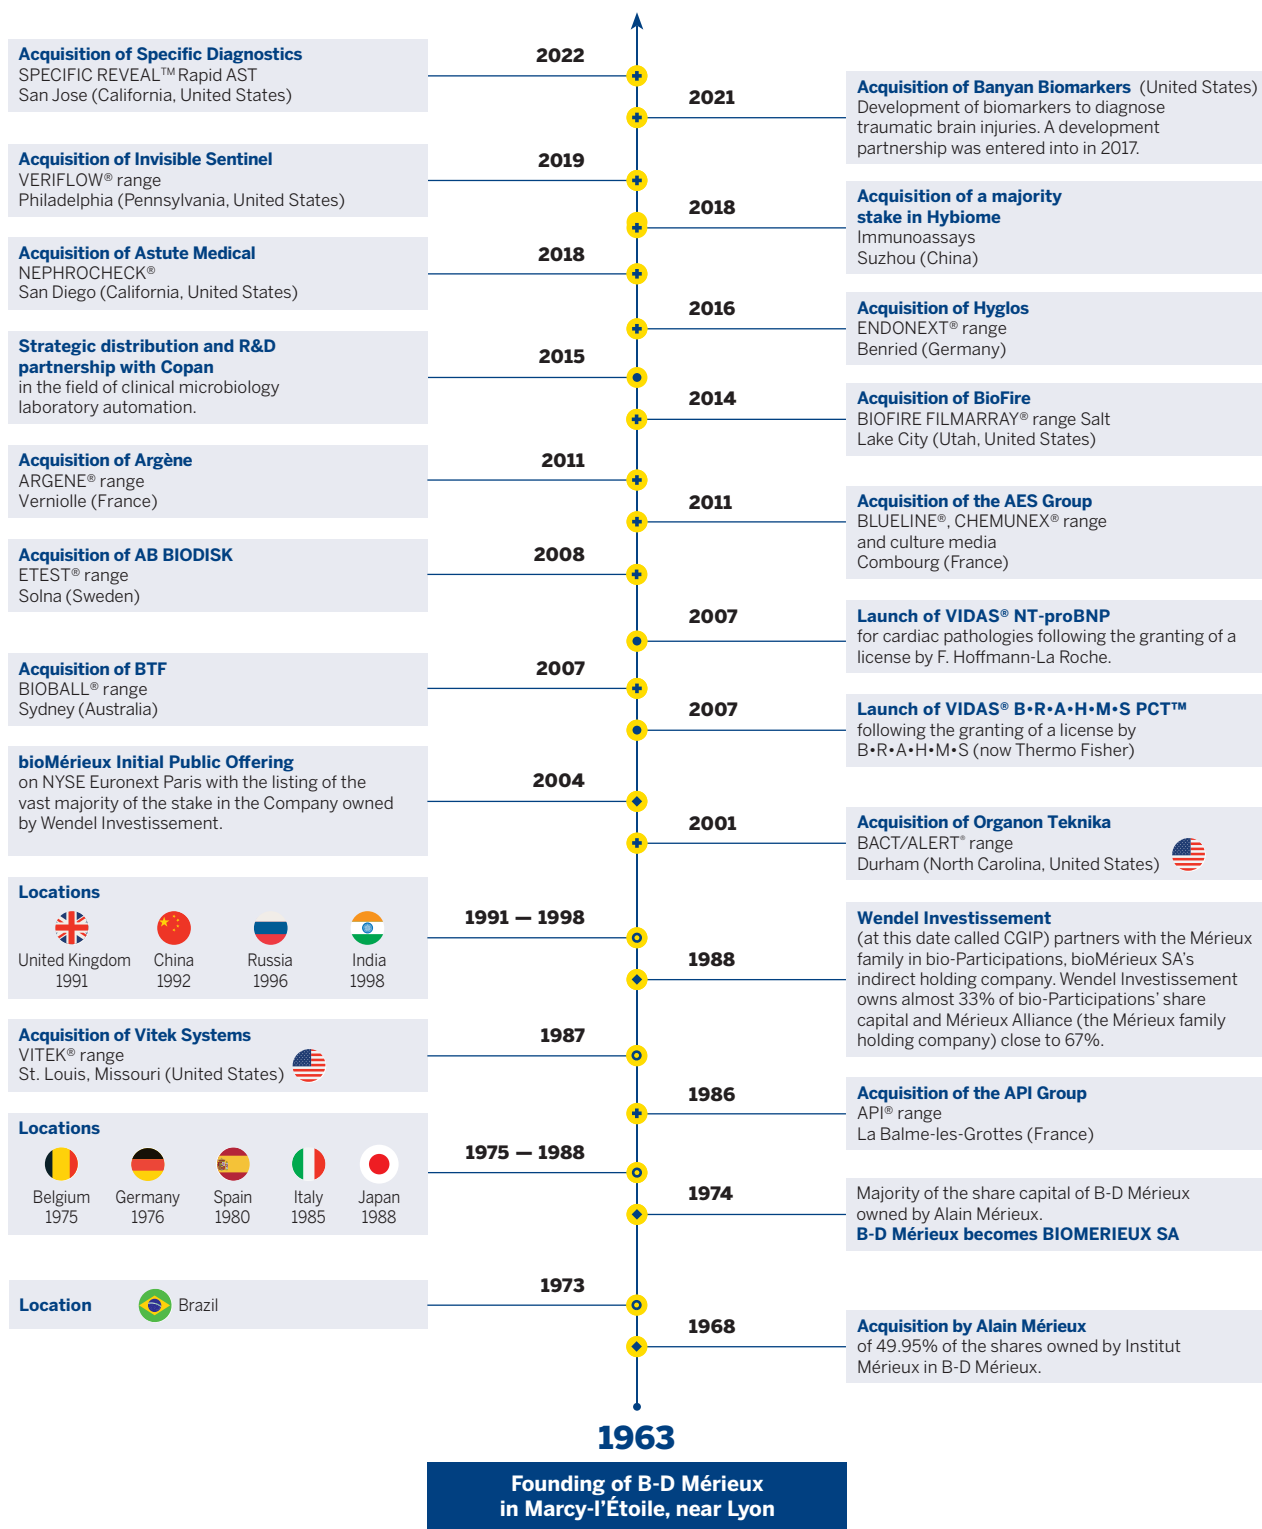 2022
Acquisition of Specific Diagnostics
SPECIFIC REVEAL™ Rapid AST
San Jose (California, United States)
2021
Acquisition of Banyan Biomarkers (United States)
Development of biomarkers to diagnose
traumatic brain injuries. A development
partnership was entered into in 2017.
2019
Acquisition of Invisible Sentinel
VERIFLOW® range
Philadelphia (Pennsylvania, United States)
2018
Acquisition of a majority
stake in Hybiome
Immunoassays
Suzhou (China)
2018
Acquisition of Astute Medical
NEPHROCHECK®
San Diego (California, United States)
2016
Acquisition of Hyglos
ENDONEXT® range
Benried (Germany)
2015
Strategic distribution and R&D
partnership with Copan
in the field of clinical microbiology
laboratory automation.
2014
Acquisition of BioFire
BIOFIRE FILMARRAY® range Salt
Lake City (Utah, United States)
2011
Acquisition of Argène
ARGENE® range
Verniolle (France)
2011
Acquisition of the AES Group
BLUELINE®, CHEMUNEX® range
and culture media
Combourg (France)
2008
Acquisition of AB BIODISK
ETEST® range
Solna (Sweden)
2007
Launch of VIDAS® NT-proBNP
for cardiac pathologies following the granting of a
license by F. Hoffmann-La Roche.
2007
Acquisition of BTF
BIOBALL® range
Sydney (Australia)
2007
Launch of VIDAS® B•R•A•H•M•S PCT™
following the granting of a license by
B•R•A•H•M•S (now Thermo Fisher)
2004
bioMérieux Initial Public Offering
on NYSE Euronext Paris with the listing of the
vast majority of the stake in the Company owned
by Wendel Investissement.
2001
Acquisition of Organon Teknika
BACT/ALERT® range
Durham (North Carolina, United States)
1991 — 1998
Locations
United Kingdom China Russia India
1991 1992 1996 1998
1988
Wendel Investissement
(at this date called CGIP) partners with the Mérieux
family in bio-Participations, bioMérieux SA's
indirect holding company. Wendel Investissement
owns almost 33% of bio-Participations' share
capital and Mérieux Alliance (the Mérieux family
holding company) close to 67%.
1987
Acquisition of Vitek Systems
VITEK® range
St. Louis, Missouri (United States)
1986
Acquisition of the API Group
API® range
La Balme-les-Grottes (France)
1975 — 1988
Locations
Belgium Germany Spain Italy Japan
1975 1976 1980 1985 1988
1974
Majority of the share capital of B-D Mérieux
owned by Alain Mérieux.
B-D Mérieux becomes BIOMERIEUX SA
1973
Location Brazil
1968
Acquisition by Alain Mérieux
of 49.95% of the shares owned by Institut
Mérieux in B-D Mérieux.
1963
Founding of B-D Mérieux
in Marcy-l'Étoile, near Lyon